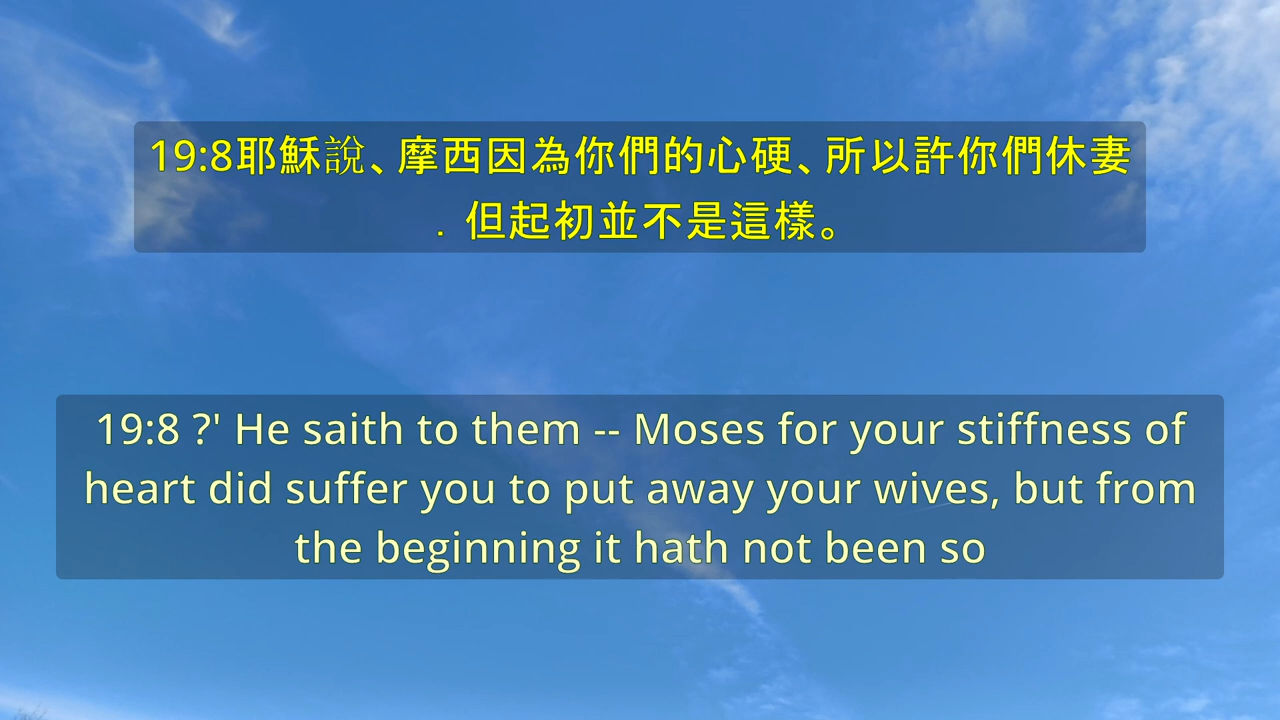 19:8耶穌說、摩西因為你們的心硬、所以許你們休妻
．但起初並不是這樣。
19:8 ?' He saith to them -- Moses for your stiffness of
heart did suffer you to put away your wives, but from
the beginning it hath not been so